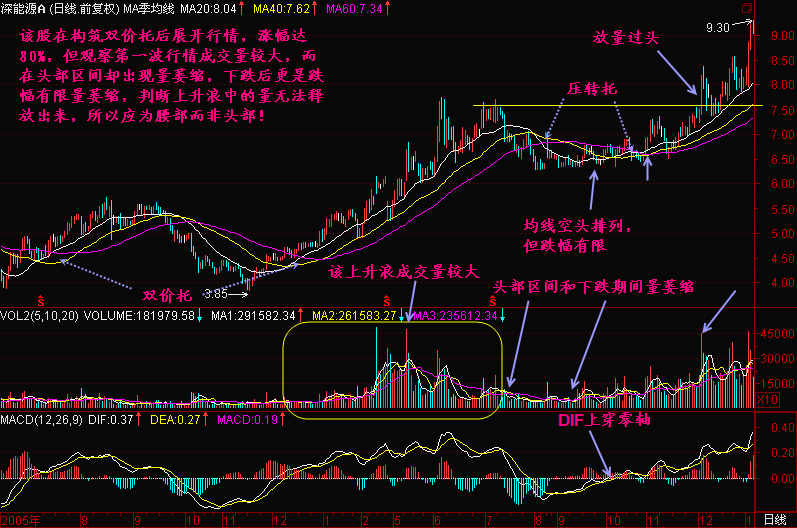 深能源A (日线.前复权) MA季均线 MA20:8.04↑ MA40:7.62↑ MA60:7.34↑
该股在构筑双价托后展开行情，涨幅达
80%，但观察第一波行情成交量较大，而
在头部区间却出现量萎缩，下跌后更是跌
幅有限量萎缩，判断上升浪中的量无法释
放出来，所以应为腰部而非头部！
9.30
放量过头
压转托
9.00
8.50
8.00
7.50
7.00
6.50
6.00
5.50
5.00
4.50
4.00
均线空头排列，
但跌幅有限
双价托
3.85
该上升浪成交量较大
头部区间和下跌期间量萎缩
S
S
S
VOL2(5,10,20) VOLUME:181979.58↓ MA1:291582.34↑ MA2:261583.27↓ MA3:235612.34↓
45000
30000
15000
X10
MACD(12,26,9) DIF:0.37↑ DEA:0.27↑ MACD:0.19↑
DIF上穿零轴
0.40
0.20
0.00
2005年 8 9 10 11 12 2 4 5 6 7 8 9 10 11 12 1 日线